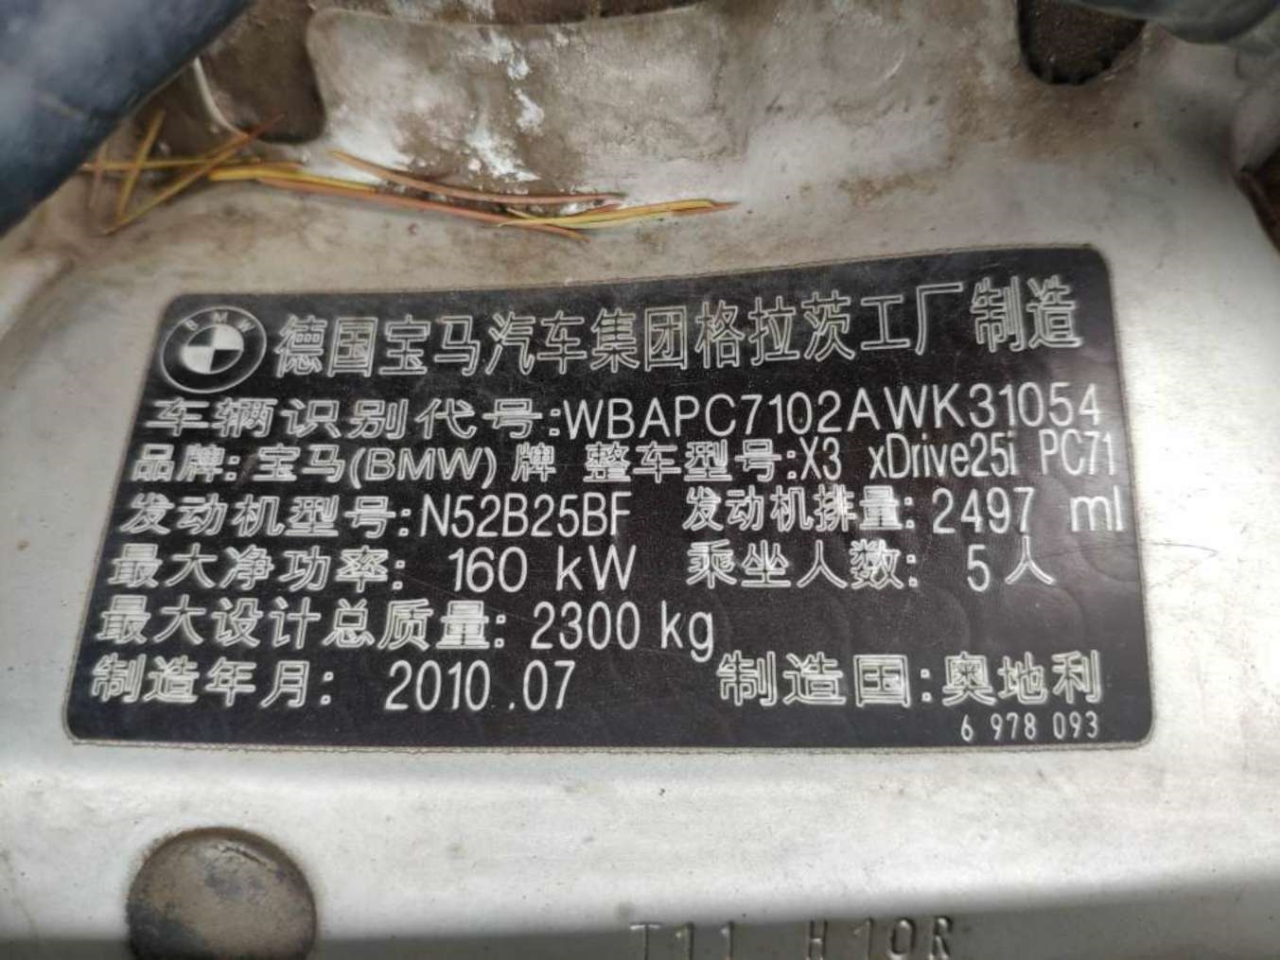 BMW
德国宝马汽车集团格拉茨工厂制造
车辆识别代号:WBAPC7102AWK31054
品牌: 宝马(BMW)牌 整车型号:X3 xDrive25i PC71
发动机型号:N52B25BF 发动机排量: 2497 ml
最大净功率: 160 kW 乘坐人数: 5人
最大设计总质量: 2300 kg
制造年月: 2010.07 制造国:奥地利
6 978 093
T11 H10R